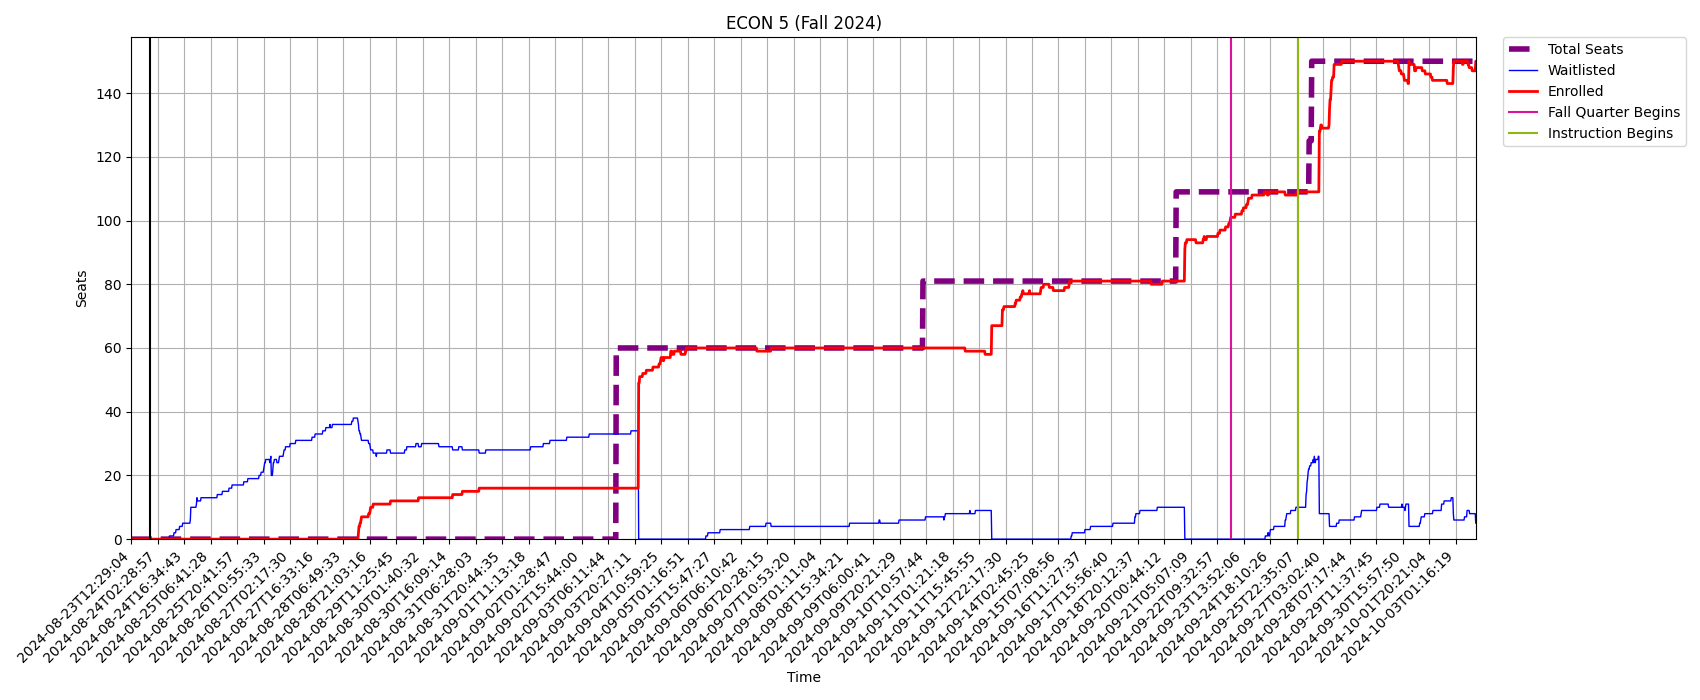 ECON 5 (Fall 2024)
Total Seats
Waitlisted
Enrolled
Fall Quarter Begins
Instruction Begins
Seats
140
120
100
80
60
40
20
0
2024-08-23T12:29:04
2024-08-24T02:28:57
2024-08-24T16:34:43
2024-08-25T06:41:28
2024-08-25T20:41:57
2024-08-26T10:55:33
2024-08-27T02:17:30
2024-08-27T16:33:16
2024-08-28T06:49:33
2024-08-28T21:03:16
2024-08-29T11:25:45
2024-08-30T01:40:32
2024-08-30T16:09:14
2024-08-31T06:28:03
2024-08-31T20:44:35
2024-09-01T11:13:18
2024-09-02T01:28:47
2024-09-02T15:44:00
2024-09-03T06:11:44
2024-09-03T20:27:11
2024-09-04T10:59:25
2024-09-05T01:16:51
2024-09-05T15:47:27
2024-09-06T06:10:42
2024-09-06T20:28:15
2024-09-07T10:53:20
2024-09-08T01:11:04
2024-09-08T15:34:21
2024-09-09T06:00:41
2024-09-09T20:21:29
2024-09-10T10:57:44
2024-09-11T01:21:18
2024-09-11T15:45:55
2024-09-12T22:17:30
2024-09-14T02:45:25
2024-09-15T07:08:56
2024-09-16T11:27:37
2024-09-17T15:56:40
2024-09-18T20:12:37
2024-09-20T00:44:12
2024-09-21T05:07:09
2024-09-22T09:32:57
2024-09-23T13:52:06
2024-09-24T18:10:26
2024-09-25T22:35:07
2024-09-27T03:02:40
2024-09-28T07:17:44
2024-09-29T11:37:45
2024-09-30T15:57:50
2024-10-01T20:21:04
2024-10-03T01:16:19
Time